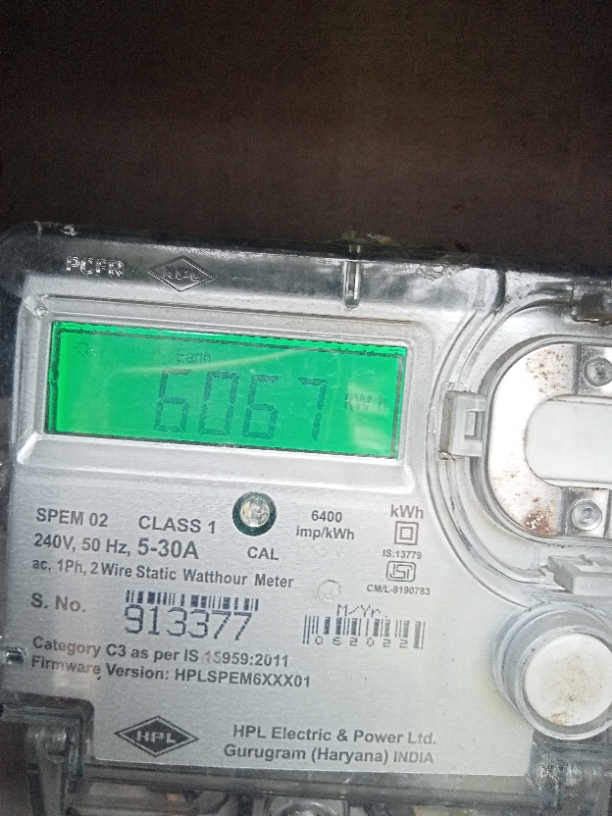 PCFR HPL
Earth
6067
SPEM 02 CLASS 1
6400
imp/kWh
kWh
240V, 50 Hz, 5-30A
CAL
IS:13779
ac, 1Ph, 2 Wire Static Watthour Meter
ISI
CM/L-9190783
S. No.
913377
M/Yr.
062022
Category C3 as per IS 15959:2011
Firmware Version: HPLSPEM6XXX01
HPL
HPL Electric & Power Ltd.
Gurugram (Haryana) INDIA